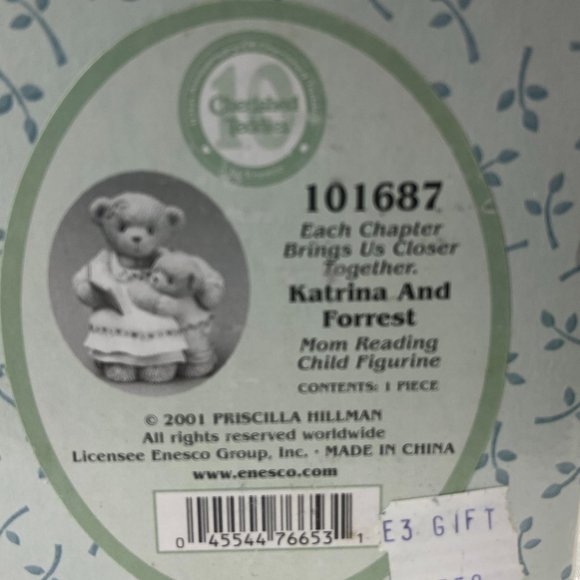 10
Cherished
Teddies
101687
Each Chapter
Brings Us Closer
Together.
Katrina And
Forrest
Mom Reading
Child Figurine
CONTENTS: 1 PIECE
© 2001 PRISCILLA HILLMAN
All rights reserved worldwide
Licensee Enesco Group, Inc. · MADE IN CHINA
www.enesco.com
0 45544 76653 1
E3 GIFT